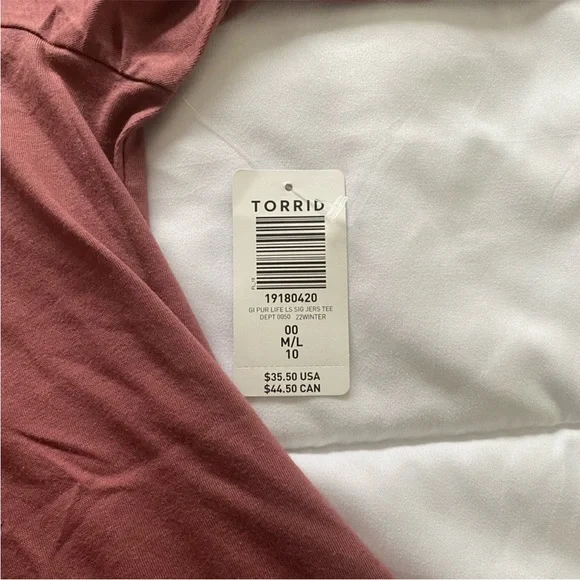 TORRID
19180420
GI PUR LIFE LS SIG JERS TEE
DEPT 0050 22WINTER
00
M/L
10
$35.50 USA
$44.50 CAN